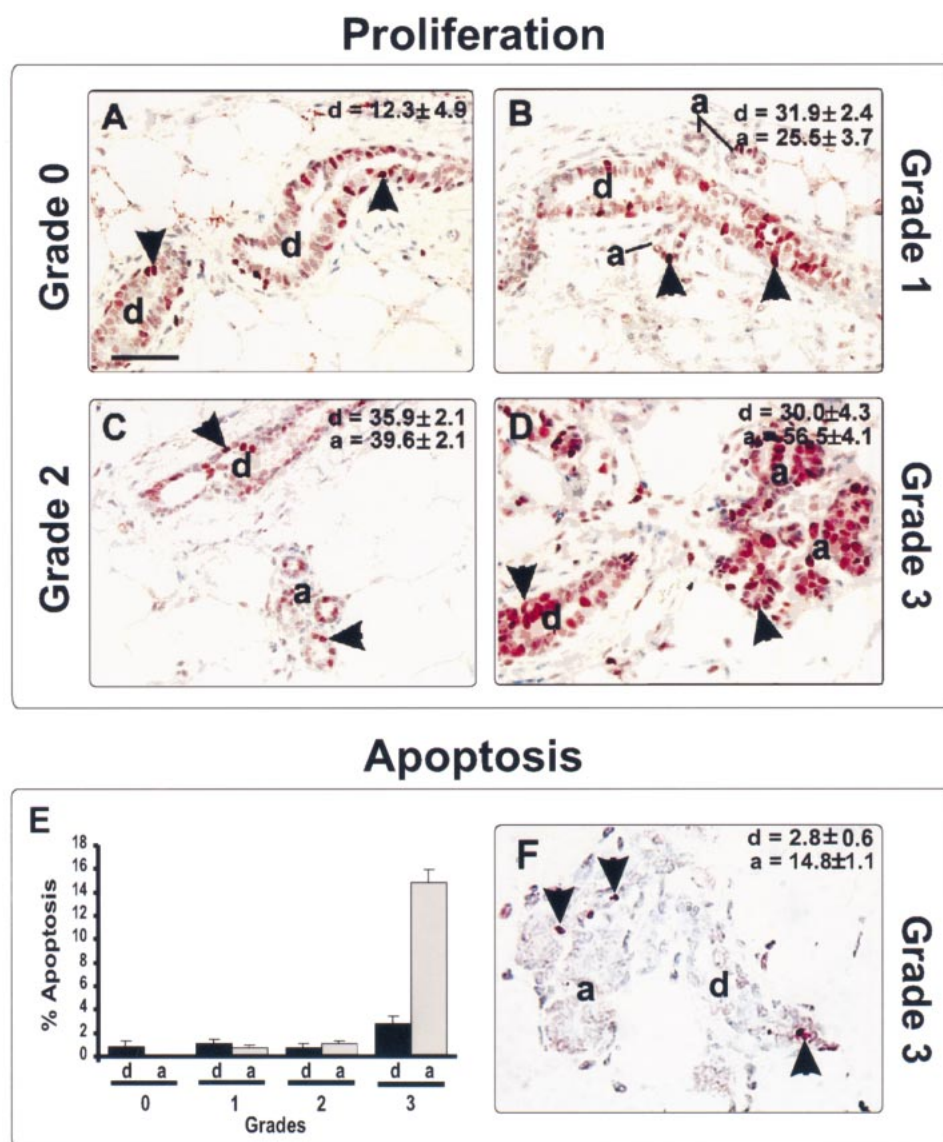 Proliferation
Grade 0
A
d = 12.3± 4.9
d
d
B
a
d = 31.9± 2.4
a = 25.5± 3.7
d
a
Grade 1
Grade 2
C
d = 35.9± 2.1
a = 39.6± 2.1
d
a
D
d = 30.0± 4.3
a = 56.5± 4.1
a
a
d
Grade 3
Apoptosis
E
% Apoptosis
18
16
14
12
10
8
6
4
2
0
d a d a d a d a
0 1 2 3
Grades
F
d = 2.8± 0.6
a = 14.8±1.1
a
d
Grade 3